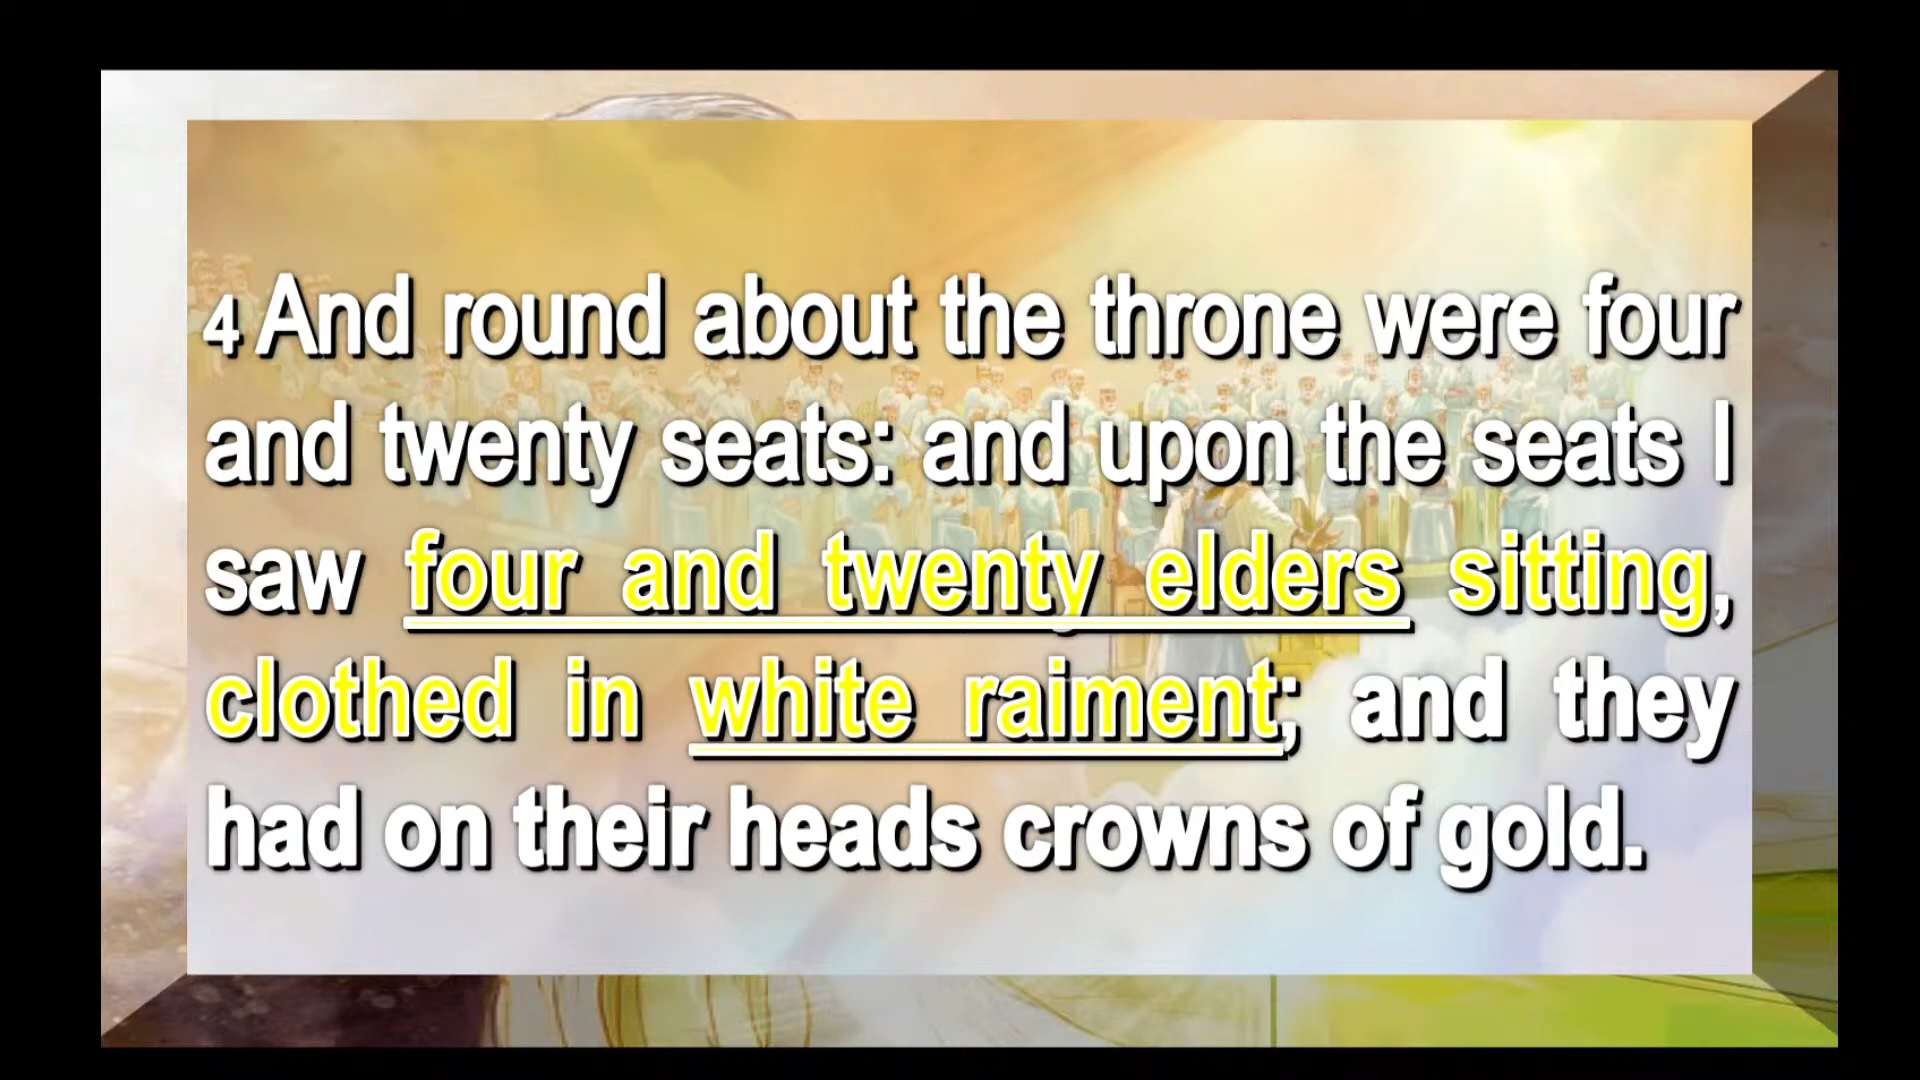 4 And round about the throne were four
and twenty seats: and upon the seats I
saw four and twenty elders sitting,
clothed in white raiment; and they
had on their heads crowns of gold.